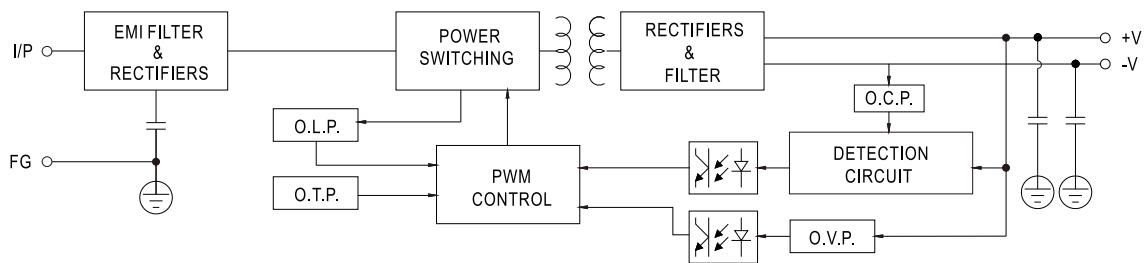 I/P
EMI FILTER
&
RECTIFIERS
POWER
SWITCHING
RECTIFIERS
&
FILTER
+V
-V
O.C.P.
O.L.P.
FG
DETECTION
CIRCUIT
PWM
CONTROL
O.T.P.
O.V.P.